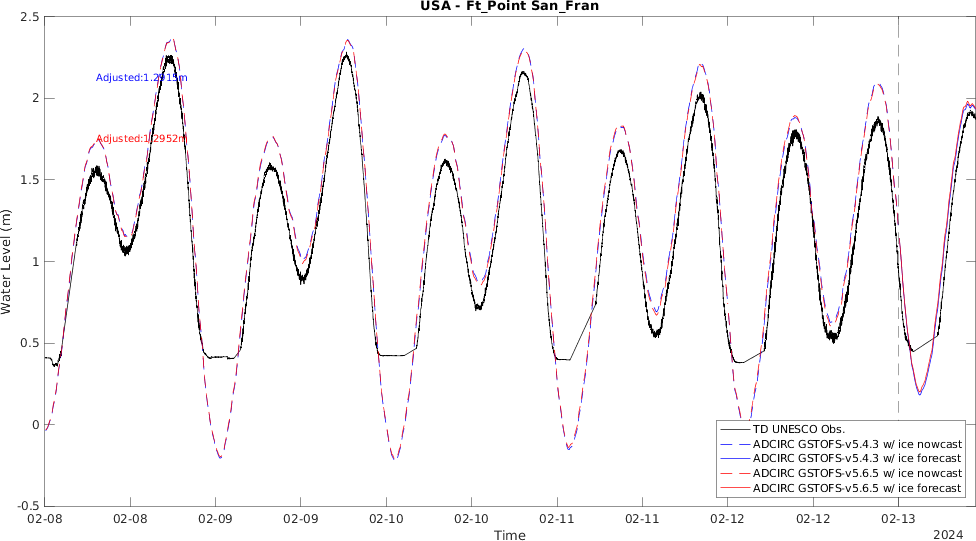 USA - Ft_Point San_Fran
2.5
2
1.5
1
0.5
0
-0.5
Water Level (m)
Adjusted:1.2915m
Adjusted:1.2952m
TD UNESCO Obs.
ADCIRC GSTOFS-v5.4.3 w/ ice nowcast
ADCIRC GSTOFS-v5.4.3 w/ ice forecast
ADCIRC GSTOFS-v5.6.5 w/ ice nowcast
ADCIRC GSTOFS-v5.6.5 w/ ice forecast
02-08 02-08 02-09 02-09 02-10 02-10 02-11 02-11 02-12 02-12 02-13
Time
2024